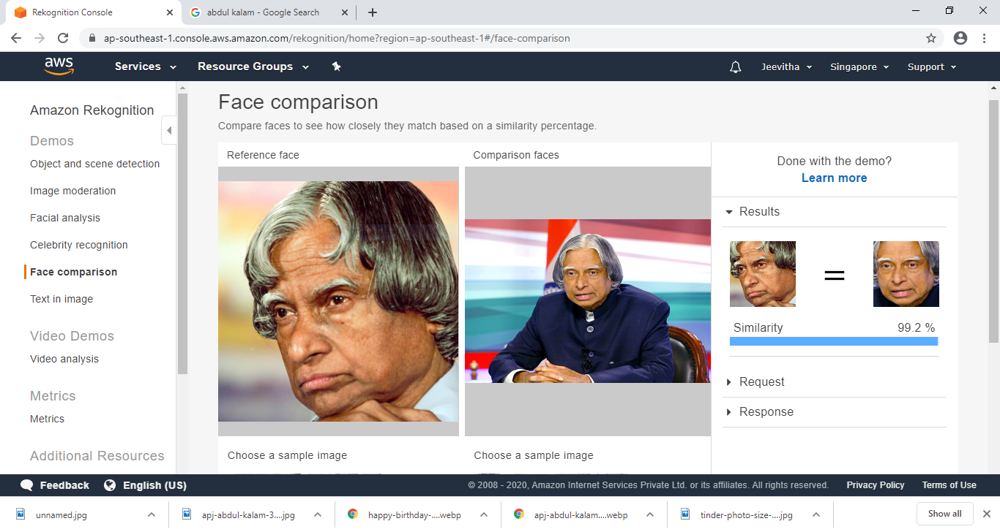 Rekognition Console
abdul kalam - Google Search
ap-southeast-1.console.aws.amazon.com/rekognition/home?region=ap-southeast-1#/face-comparison
aws
Services
Resource Groups
Jeevitha
Singapore
Support
Amazon Rekognition
Demos
Object and scene detection
Image moderation
Facial analysis
Celebrity recognition
Face comparison
Text in image
Video Demos
Video analysis
Metrics
Metrics
Additional Resources
Face comparison
Compare faces to see how closely they match based on a similarity percentage.
Reference face
Comparison faces
Choose a sample image
Choose a sample image
Done with the demo?
Learn more
Results
=
Similarity 99.2 %
Request
Response
Feedback
English (US)
© 2008 - 2020, Amazon Internet Services Private Ltd. or its affiliates. All rights reserved.
Privacy Policy
Terms of Use
unnamed.jpg
apj-abdul-kalam-3....jpg
happy-birthday-....webp
apj-abdul-kalam....webp
tinder-photo-size-....jpg
Show all